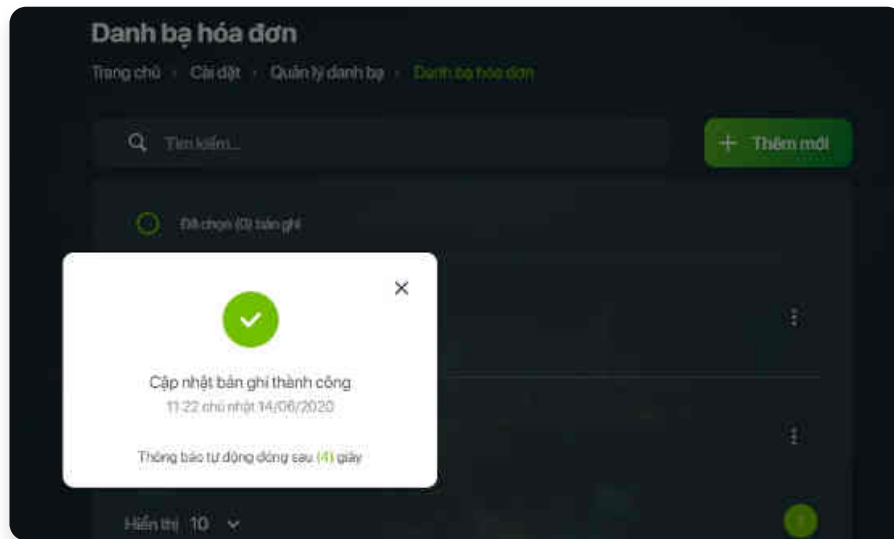 Danh bạ hóa đơn
Trang chủ › Cài đặt › Quản lý danh bạ › Danh bạ hóa đơn
Tìm kiếm...
+ Thêm mới
Đã chọn (0) bản ghi
Cập nhật bản ghi thành công
11:22 chủ nhật 14/06/2020
Thông báo tự động đóng sau (4) giây
Hiển thị 10